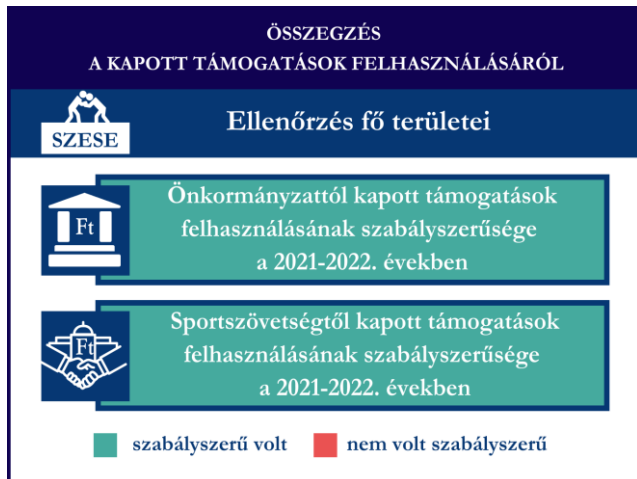 ÖSSZEGZÉS
A KAPOTT TÁMOGATÁSOK FELHASZNÁLÁSÁRÓL
SZESE
Ellenőrzés fő területei
Ft
Önkormányzattól kapott támogatások
felhasználásának szabályszerűsége
a 2021-2022. években
Ft
Sportszövetségtől kapott támogatások
felhasználásának szabályszerűsége
a 2021-2022. években
szabályszerű volt
nem volt szabályszerű